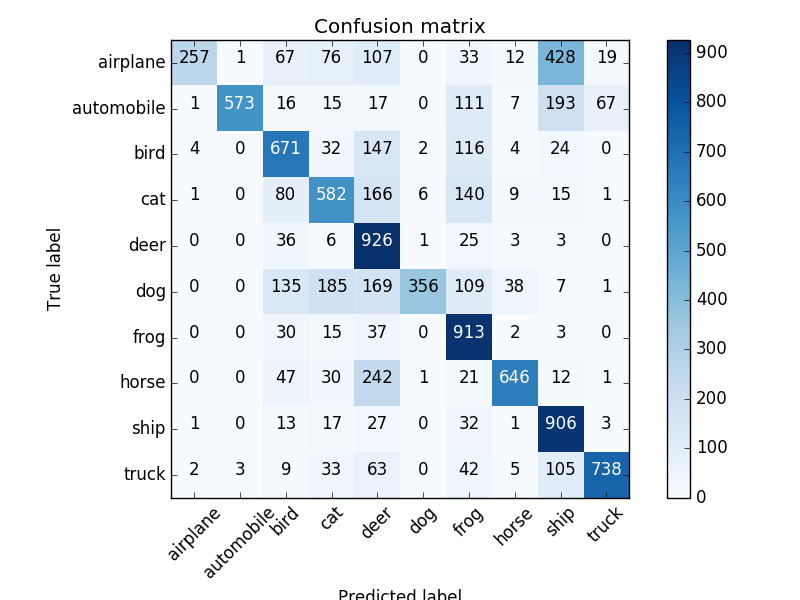 Confusion matrix
airplane 257 1 67 76 107 0 33 12 428 19
automobile 1 573 16 15 17 0 111 7 193 67
bird 4 0 671 32 147 2 116 4 24 0
cat 1 0 80 582 166 6 140 9 15 1
deer 0 0 36 6 926 1 25 3 3 0
dog 0 0 135 185 169 356 109 38 7 1
frog 0 0 30 15 37 0 913 2 3 0
horse 0 0 47 30 242 1 21 646 12 1
ship 1 0 13 17 27 0 32 1 906 3
truck 2 3 9 33 63 0 42 5 105 738
airplane automobile bird cat deer dog frog horse ship truck
True label
Predicted label
900
800
700
600
500
400
300
200
100
0